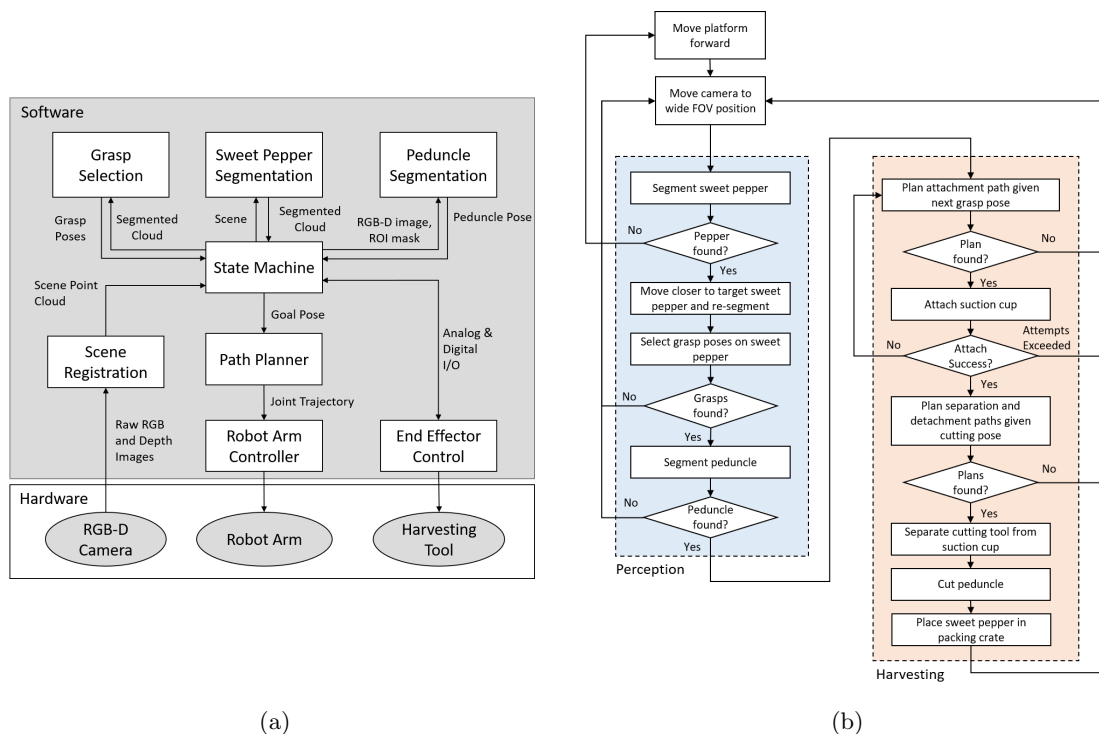 Software
Grasp
Selection
Sweet Pepper
Segmentation
Peduncle
Segmentation
Grasp
Poses
Segmented
Cloud
Scene
Segmented
Cloud
RGB-D image,
ROI mask
Peduncle Pose
State Machine
Scene Point
Cloud
Goal Pose
Analog &
Digital
I/O
Scene
Registration
Path Planner
Joint Trajectory
Raw RGB
and Depth
Images
Robot Arm
Controller
End Effector
Control
Hardware
RGB-D
Camera
Robot Arm
Harvesting
Tool
(a)
Move platform
forward
Move camera to
wide FOV position
Segment sweet pepper
Pepper
found?
No
Yes
Move closer to target sweet
pepper and re-segment
Select grasp poses on sweet
pepper
Grasps
found?
No
Yes
Segment peduncle
Peduncle
found?
No
Yes
Perception
Plan attachment path given
next grasp pose
Plan
found?
No
Yes
Attach suction cup
Attach
Success?
No
Attempts
Exceeded
Yes
Plan separation and
detachment paths given
cutting pose
Plans
found?
No
Yes
Separate cutting tool from
suction cup
Cut peduncle
Place sweet pepper in
packing crate
Harvesting
(b)